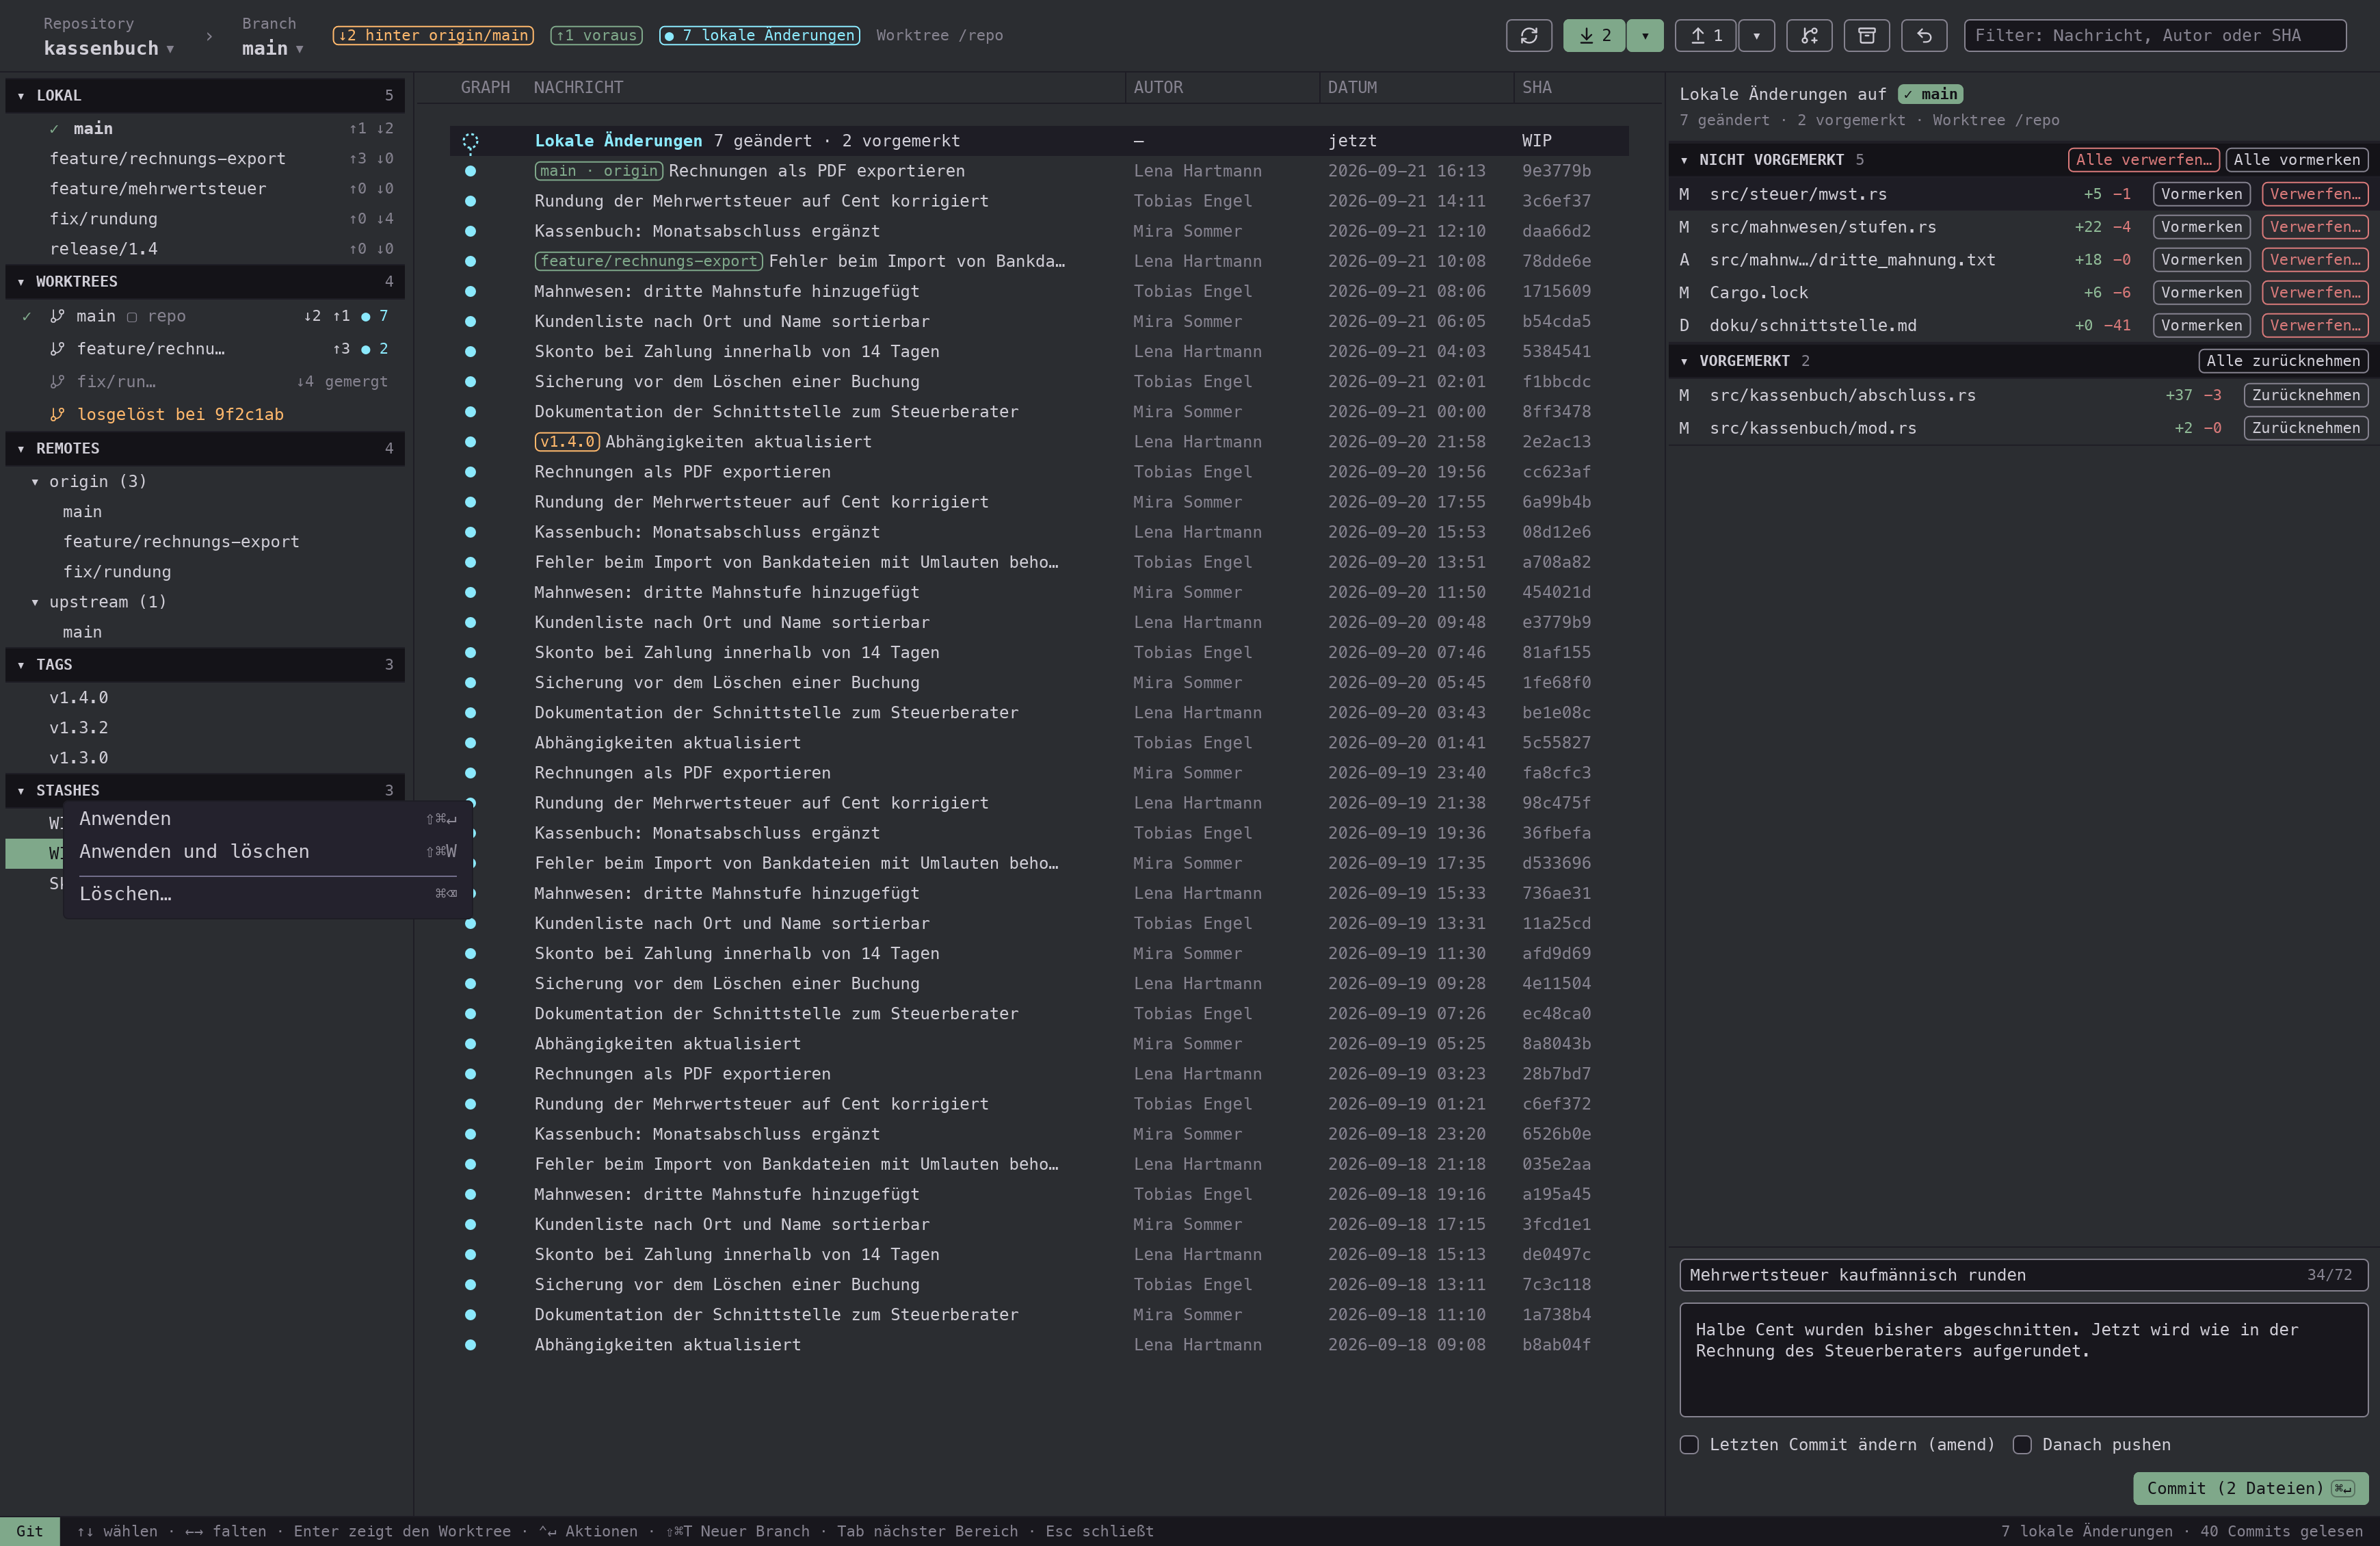 Repository
kassenbuch ▾
›
Branch
main ▾
↓2 hinter origin/main
↑1 voraus
● 7 lokale Änderungen
Worktree /repo
2 ▾
1 ▾
Filter: Nachricht, Autor oder SHA
▾ LOKAL 5
✓ main ↑1 ↓2
feature/rechnungs-export ↑3 ↓0
feature/mehrwertsteuer ↑0 ↓0
fix/rundung ↑0 ↓4
release/1.4 ↑0 ↓0
▾ WORKTREES 4
✓ main ▢ repo ↓2 ↑1 ● 7
feature/rechnu… ↑3 ● 2
fix/run… ↓4 gemergt
losgelöst bei 9f2c1ab
▾ REMOTES 4
▾ origin (3)
main
feature/rechnungs-export
fix/rundung
▾ upstream (1)
main
▾ TAGS 3
v1.4.0
v1.3.2
v1.3.0
▾ STASHES 3
Anwenden ⇧⌘↵
Anwenden und löschen ⇧⌘W
Löschen… ⌘⌫
GRAPH NACHRICHT AUTOR DATUM SHA
Lokale Änderungen 7 geändert · 2 vorgemerkt — jetzt WIP
main · origin Rechnungen als PDF exportieren Lena Hartmann 2026-09-21 16:13 9e3779b
Rundung der Mehrwertsteuer auf Cent korrigiert Tobias Engel 2026-09-21 14:11 3c6ef37
Kassenbuch: Monatsabschluss ergänzt Mira Sommer 2026-09-21 12:10 daa66d2
feature/rechnungs-export Fehler beim Import von Bankda… Lena Hartmann 2026-09-21 10:08 78dde6e
Mahnwesen: dritte Mahnstufe hinzugefügt Tobias Engel 2026-09-21 08:06 1715609
Kundenliste nach Ort und Name sortierbar Mira Sommer 2026-09-21 06:05 b54cda5
Skonto bei Zahlung innerhalb von 14 Tagen Lena Hartmann 2026-09-21 04:03 5384541
Sicherung vor dem Löschen einer Buchung Tobias Engel 2026-09-21 02:01 f1bbcdc
Dokumentation der Schnittstelle zum Steuerberater Mira Sommer 2026-09-21 00:00 8ff3478
v1.4.0 Abhängigkeiten aktualisiert Lena Hartmann 2026-09-20 21:58 2e2ac13
Rechnungen als PDF exportieren Tobias Engel 2026-09-20 19:56 cc623af
Rundung der Mehrwertsteuer auf Cent korrigiert Mira Sommer 2026-09-20 17:55 6a99b4b
Kassenbuch: Monatsabschluss ergänzt Lena Hartmann 2026-09-20 15:53 08d12e6
Fehler beim Import von Bankdateien mit Umlauten beho… Tobias Engel 2026-09-20 13:51 a708a82
Mahnwesen: dritte Mahnstufe hinzugefügt Mira Sommer 2026-09-20 11:50 454021d
Kundenliste nach Ort und Name sortierbar Lena Hartmann 2026-09-20 09:48 e3779b9
Skonto bei Zahlung innerhalb von 14 Tagen Tobias Engel 2026-09-20 07:46 81af155
Sicherung vor dem Löschen einer Buchung Mira Sommer 2026-09-20 05:45 1fe68f0
Dokumentation der Schnittstelle zum Steuerberater Lena Hartmann 2026-09-20 03:43 be1e08c
Abhängigkeiten aktualisiert Tobias Engel 2026-09-20 01:41 5c55827
Rechnungen als PDF exportieren Mira Sommer 2026-09-19 23:40 fa8cfc3
Rundung der Mehrwertsteuer auf Cent korrigiert Lena Hartmann 2026-09-19 21:38 98c475f
Kassenbuch: Monatsabschluss ergänzt Tobias Engel 2026-09-19 19:36 36fbefa
Fehler beim Import von Bankdateien mit Umlauten beho… Mira Sommer 2026-09-19 17:35 d533696
Mahnwesen: dritte Mahnstufe hinzugefügt Lena Hartmann 2026-09-19 15:33 736ae31
Kundenliste nach Ort und Name sortierbar Tobias Engel 2026-09-19 13:31 11a25cd
Skonto bei Zahlung innerhalb von 14 Tagen Mira Sommer 2026-09-19 11:30 afd9d69
Sicherung vor dem Löschen einer Buchung Lena Hartmann 2026-09-19 09:28 4e11504
Dokumentation der Schnittstelle zum Steuerberater Tobias Engel 2026-09-19 07:26 ec48ca0
Abhängigkeiten aktualisiert Mira Sommer 2026-09-19 05:25 8a8043b
Rechnungen als PDF exportieren Lena Hartmann 2026-09-19 03:23 28b7bd7
Rundung der Mehrwertsteuer auf Cent korrigiert Tobias Engel 2026-09-19 01:21 c6ef372
Kassenbuch: Monatsabschluss ergänzt Mira Sommer 2026-09-18 23:20 6526b0e
Fehler beim Import von Bankdateien mit Umlauten beho… Lena Hartmann 2026-09-18 21:18 035e2aa
Mahnwesen: dritte Mahnstufe hinzugefügt Tobias Engel 2026-09-18 19:16 a195a45
Kundenliste nach Ort und Name sortierbar Mira Sommer 2026-09-18 17:15 3fcd1e1
Skonto bei Zahlung innerhalb von 14 Tagen Lena Hartmann 2026-09-18 15:13 de0497c
Sicherung vor dem Löschen einer Buchung Tobias Engel 2026-09-18 13:11 7c3c118
Dokumentation der Schnittstelle zum Steuerberater Mira Sommer 2026-09-18 11:10 1a738b4
Abhängigkeiten aktualisiert Lena Hartmann 2026-09-18 09:08 b8ab04f
Lokale Änderungen auf ✓ main
7 geändert · 2 vorgemerkt · Worktree /repo
▾ NICHT VORGEMERKT 5 Alle verwerfen… Alle vormerken
M src/steuer/mwst.rs +5 −1 Vormerken Verwerfen…
M src/mahnwesen/stufen.rs +22 −4 Vormerken Verwerfen…
A src/mahnw…/dritte_mahnung.txt +18 −0 Vormerken Verwerfen…
M Cargo.lock +6 −6 Vormerken Verwerfen…
D doku/schnittstelle.md +0 −41 Vormerken Verwerfen…
▾ VORGEMERKT 2 Alle zurücknehmen
M src/kassenbuch/abschluss.rs +37 −3 Zurücknehmen
M src/kassenbuch/mod.rs +2 −0 Zurücknehmen
Mehrwertsteuer kaufmännisch runden 34/72
Halbe Cent wurden bisher abgeschnitten. Jetzt wird wie in der
Rechnung des Steuerberaters aufgerundet.
Letzten Commit ändern (amend) Danach pushen
Commit (2 Dateien) ⌘↵
Git ↑↓ wählen · ←→ falten · Enter zeigt den Worktree · ⌃↵ Aktionen · ⇧⌘T Neuer Branch · Tab nächster Bereich · Esc schließt
7 lokale Änderungen · 40 Commits gelesen